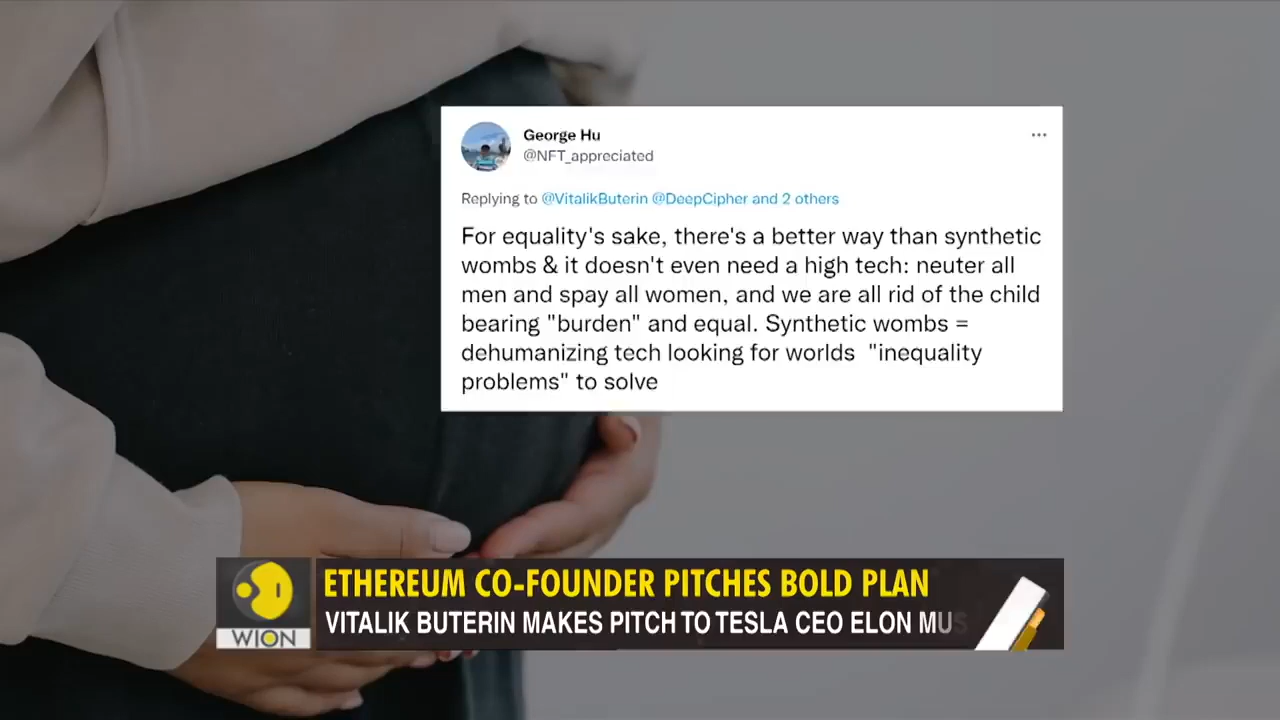 George Hu
@NFT_appreciated
...
Replying to @VitalikButerin @DeepCipher and 2 others
For equality's sake, there's a better way than synthetic
wombs & it doesn't even need a high tech: neuter all
men and spay all women, and we are all rid of the child
bearing "burden" and equal. Synthetic wombs =
dehumanizing tech looking for worlds "inequality
problems" to solve
ETHEREUM CO-FOUNDER PITCHES BOLD PLAN
VITALIK BUTERIN MAKES PITCH TO TESLA CEO ELON MUS
WION